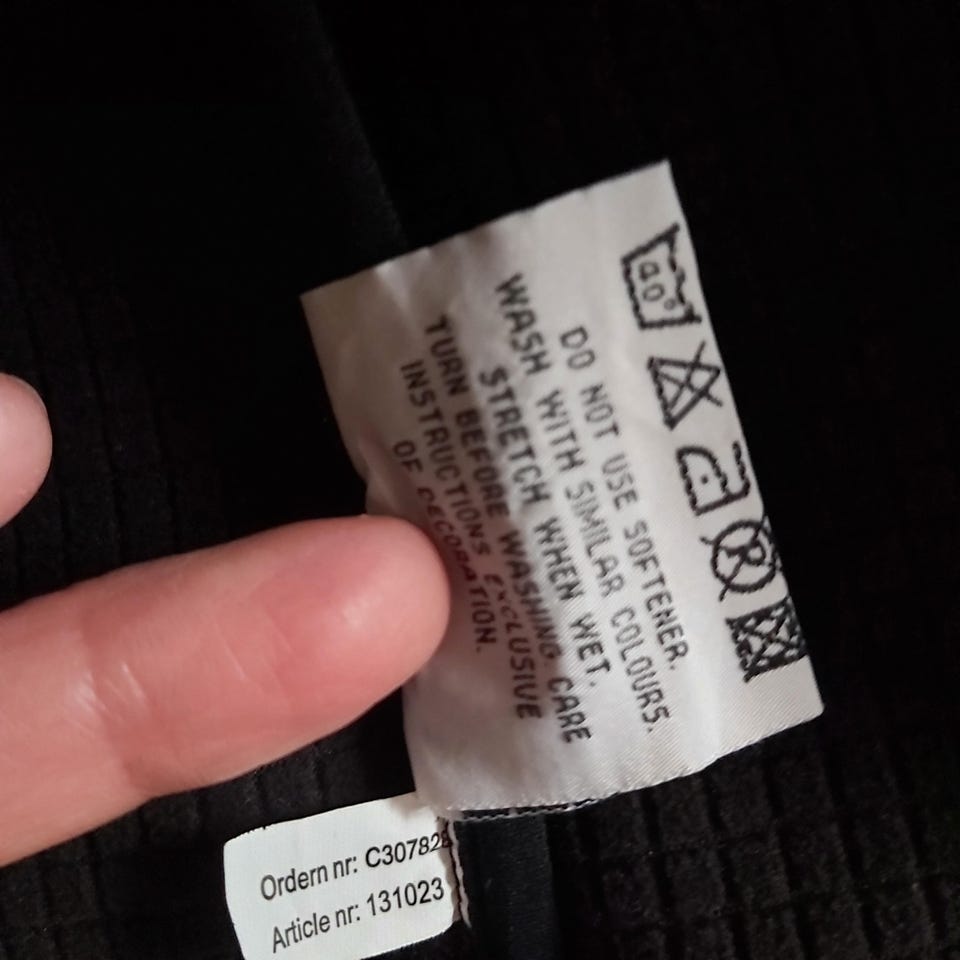 40°
DO NOT USE SOFTENER.
WASH WITH SIMILAR COLOURS.
STRETCH WHEN WET.
TURN BEFORE WASHING CARE
INSTRUCTIONS EXCLUSIVE
OF DECORATION.
Ordern nr: C307828
Article nr: 131023